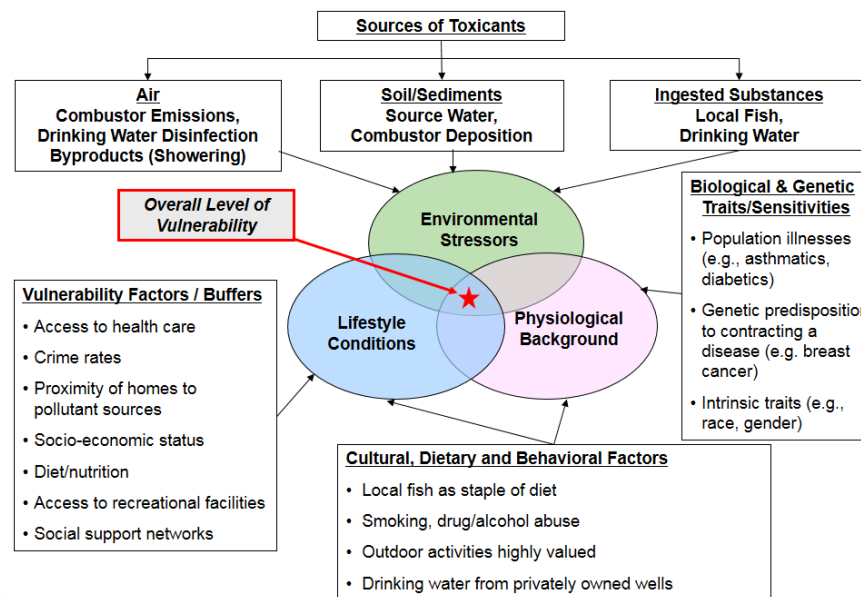 Sources of Toxicants
Air
Combustor Emissions,
Drinking Water Disinfection
Byproducts (Showering)
Soil/Sediments
Source Water,
Combustor Deposition
Ingested Substances
Local Fish,
Drinking Water
Overall Level of
Vulnerability
Environmental
Stressors
Lifestyle
Conditions
Physiological
Background
Biological & Genetic
Traits/Sensitivities
• Population illnesses
(e.g., asthmatics,
diabetics)
• Genetic predisposition
to contracting a
disease (e.g. breast
cancer)
• Intrinsic traits (e.g.,
race, gender)
Vulnerability Factors / Buffers
• Access to health care
• Crime rates
• Proximity of homes to
pollutant sources
• Socio-economic status
• Diet/nutrition
• Access to recreational facilities
• Social support networks
Cultural, Dietary and Behavioral Factors
• Local fish as staple of diet
• Smoking, drug/alcohol abuse
• Outdoor activities highly valued
• Drinking water from privately owned wells